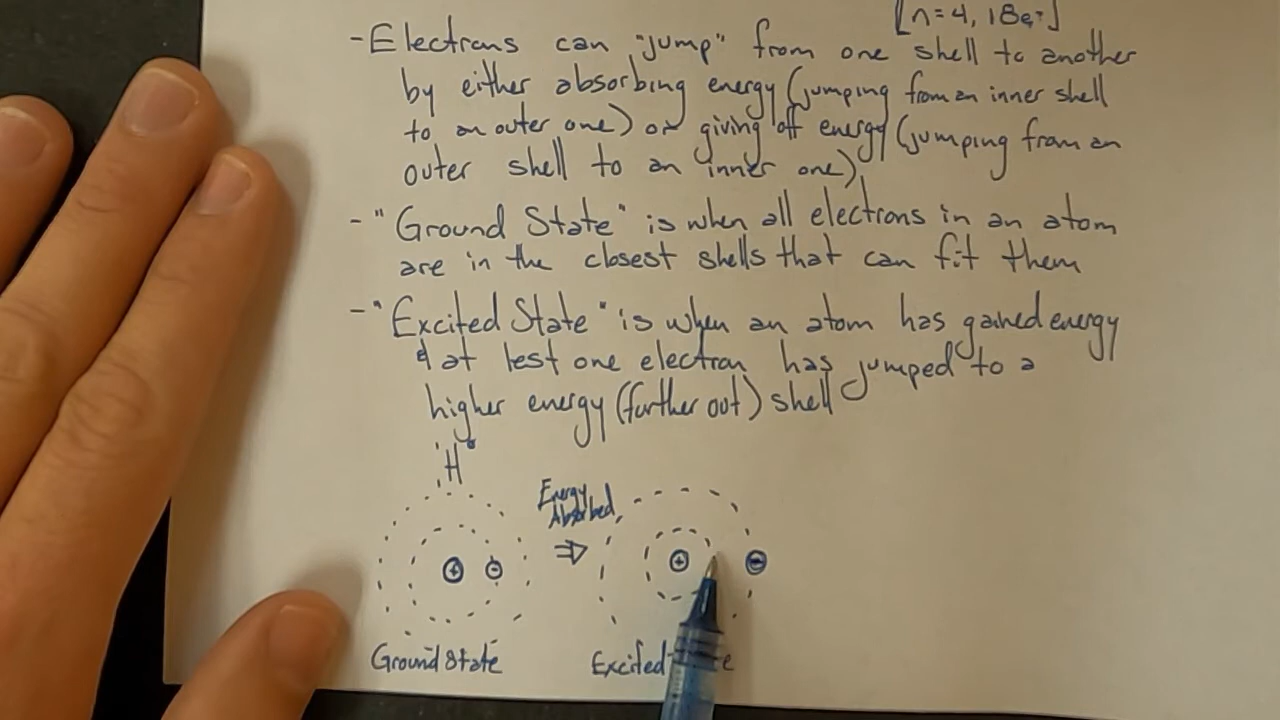 [n=4, 18e-]
-Electrons can "jump" from one shell to another
by either absorbing energy (jumping from an inner shell
to an outer one) or giving off energy (jumping from an
outer shell to an inner one)
- "Ground State" is when all electrons in an atom
are in the closest shells that can fit them
- "Excited State" is when an atom has gained energy
& at lest one electron has jumped to a
higher energy (further out) shell
'H
Energy
Absorbed
⇒
+ -
+ -
Ground State
Excited